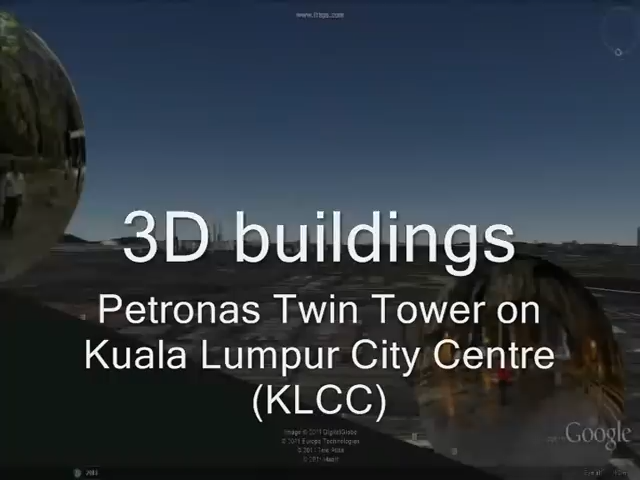 3D buildings
Petronas Twin Tower on
Kuala Lumpur City Centre
(KLCC)
Google